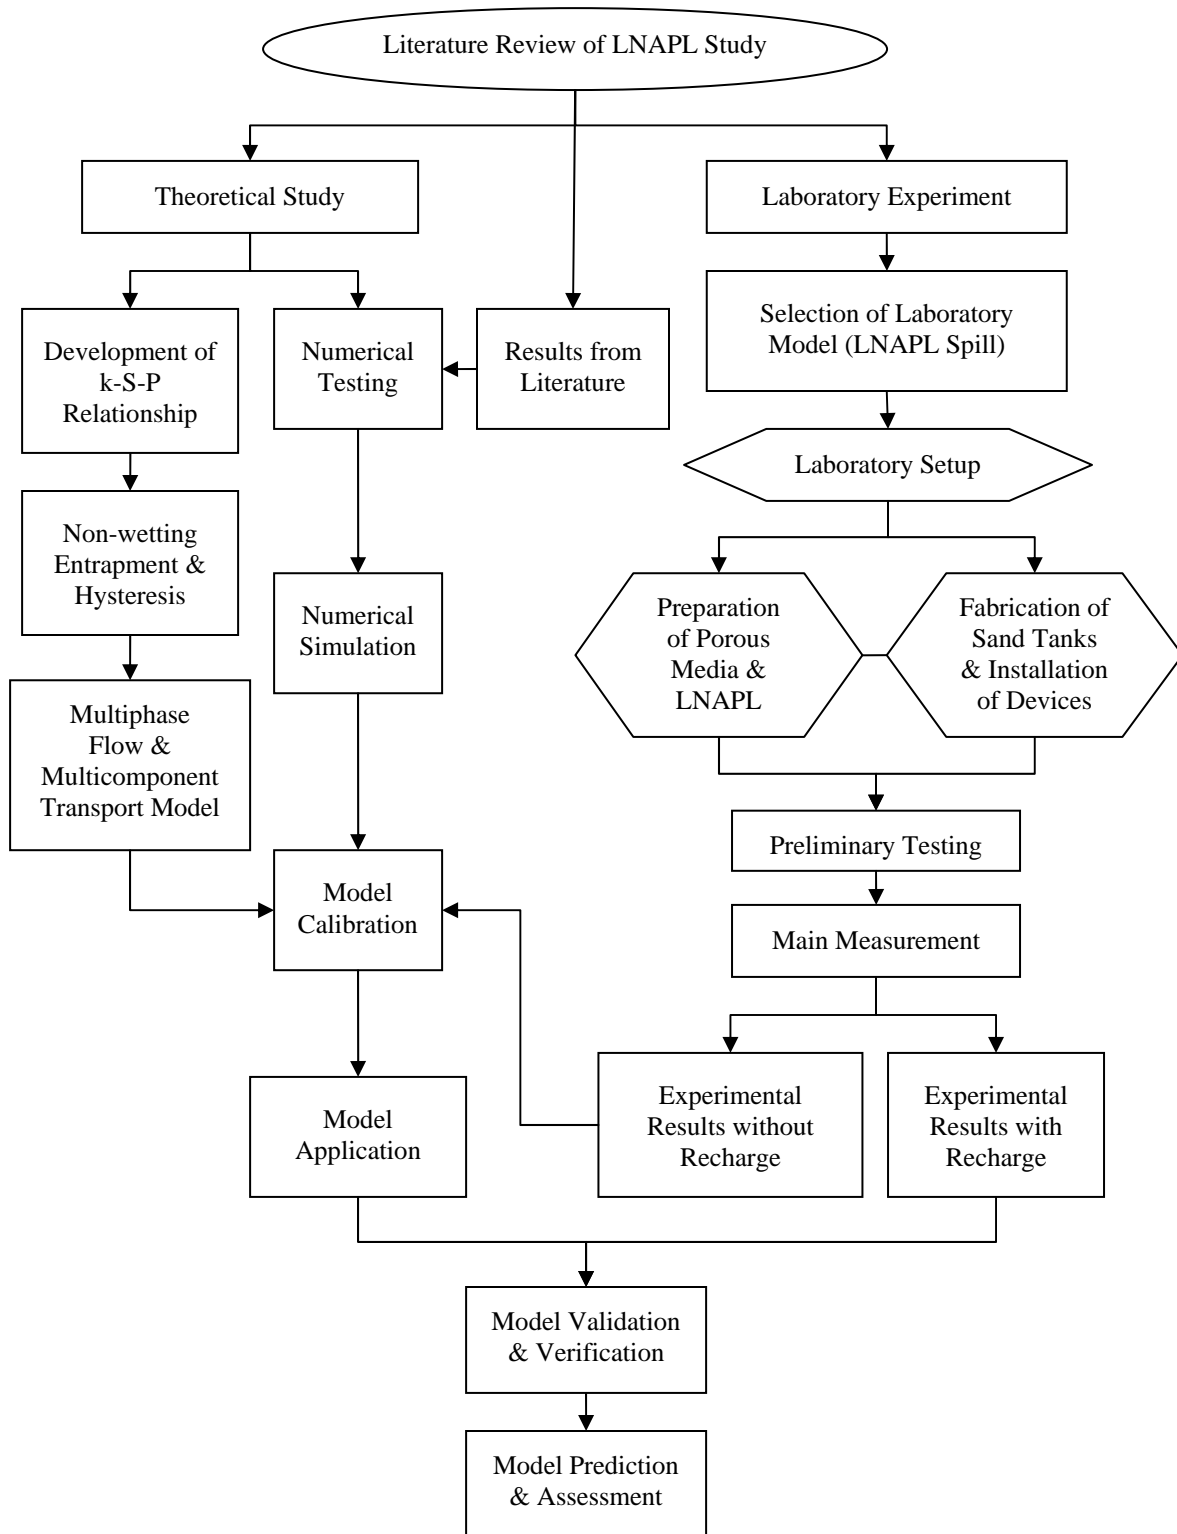 Literature Review of LNAPL Study
Theoretical Study
Laboratory Experiment
Development of
k-S-P
Relationship
Numerical
Testing
Results from
Literature
Selection of Laboratory
Model (LNAPL Spill)
Laboratory Setup
Non-wetting
Entrapment &
Hysteresis
Numerical
Simulation
Preparation
of Porous
Media &
LNAPL
Fabrication of
Sand Tanks
& Installation
of Devices
Multiphase
Flow &
Multicomponent
Transport Model
Preliminary Testing
Model
Calibration
Main Measurement
Model
Application
Experimental
Results without
Recharge
Experimental
Results with
Recharge
Model Validation
& Verification
Model Prediction
& Assessment